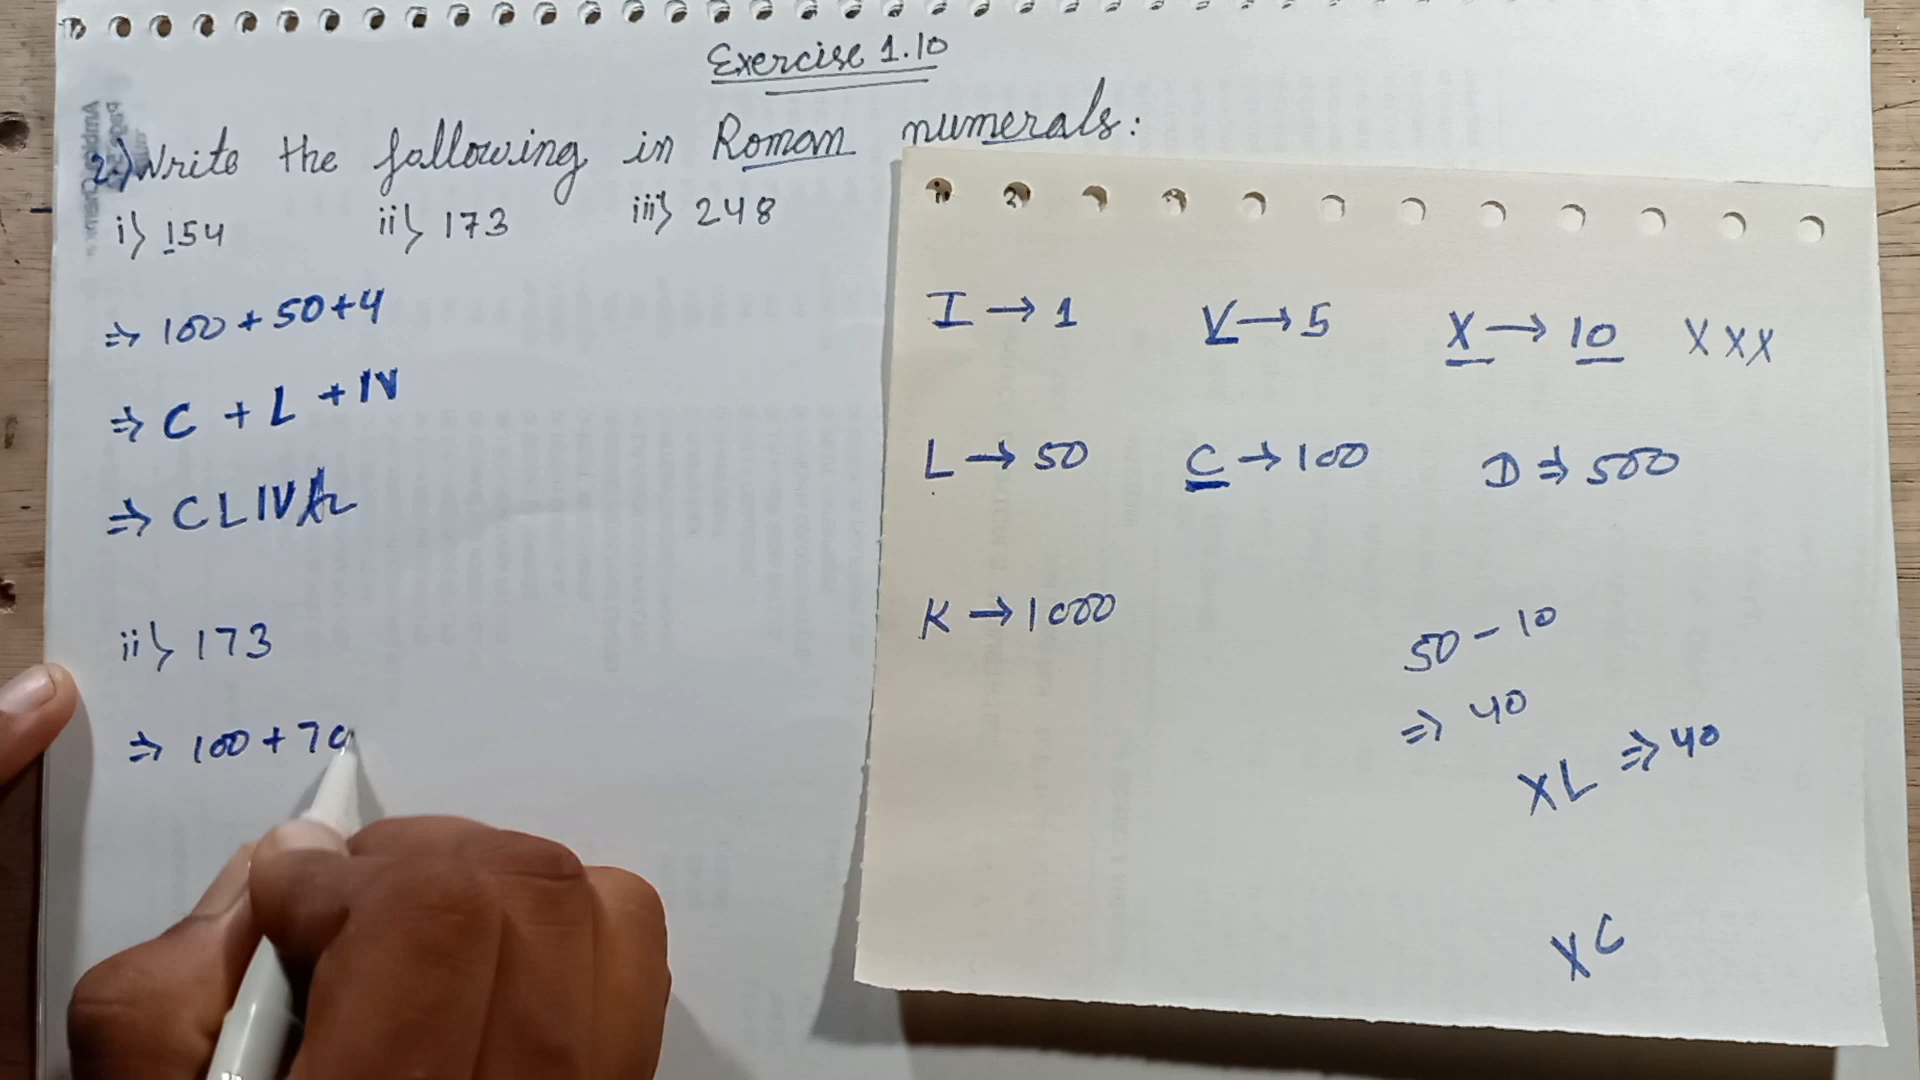 Exercise 1.10
2.) Write the following in Roman numerals:
i) 154 ii) 173 iii) 248
⇒ 100 + 50 + 4
⇒ C + L + IV
⇒ CLIV
ii) 173
⇒ 100 + 70
I → 1 V → 5 X → 10 XXX
L → 50 C → 100 D ⇒ 500
K → 1000
50 - 10
⇒ 40
XL ⇒ 40
XC